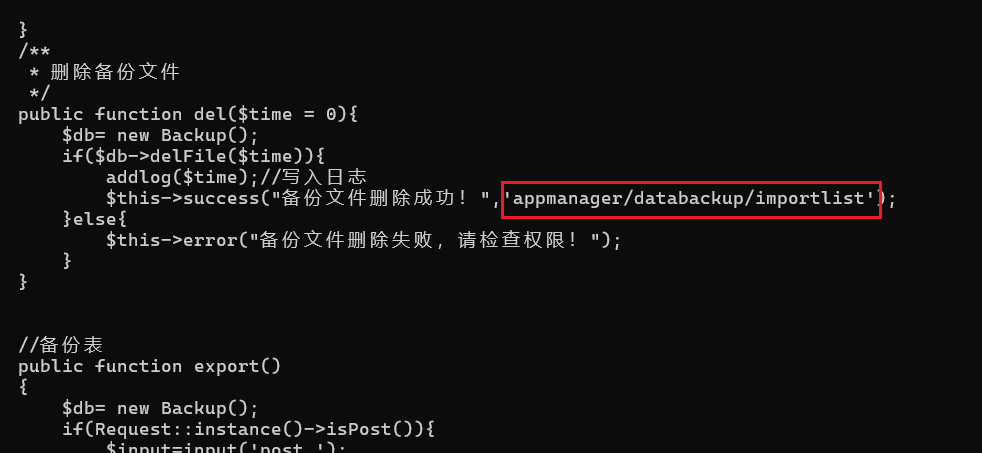 }
/**
 * 删除备份文件
 */
public function del($time = 0){
    $db= new Backup();
    if($db->delFile($time)){
        addlog($time);//写入日志
        $this->success("备份文件删除成功！",'appmanager/databackup/importlist');
    }else{
        $this->error("备份文件删除失败，请检查权限！");
    }
}
//备份表
public function export()
{
    $db= new Backup();
    if(Request::instance()->isPost()){
        $input=input('post.');